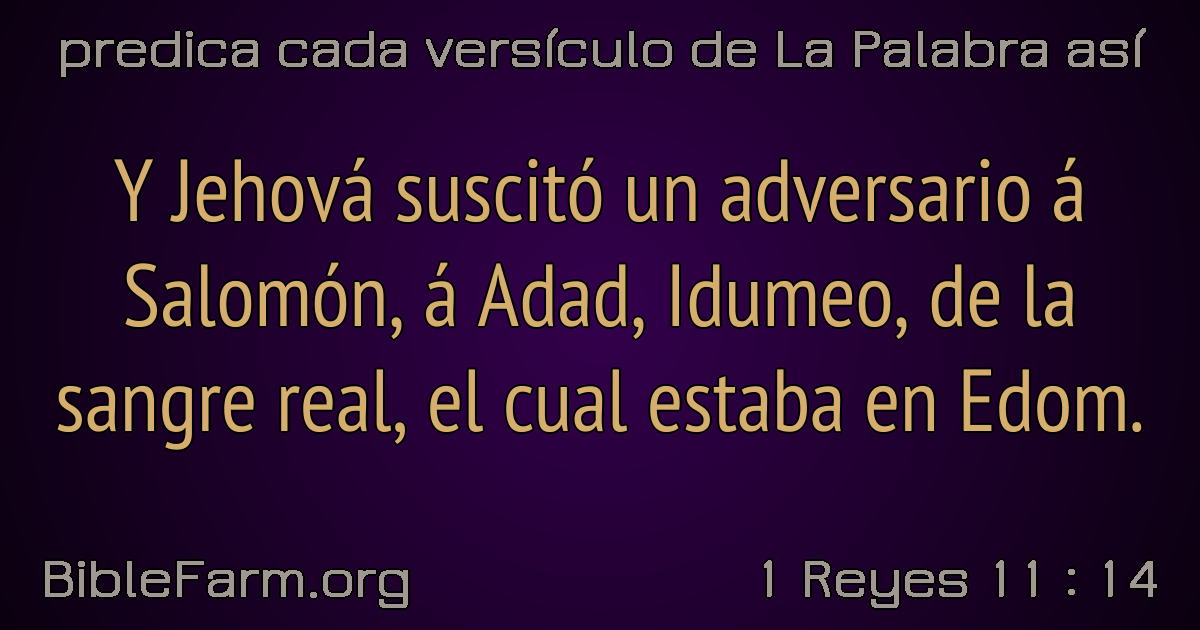 predica cada versículo de La Palabra así
Y Jehová suscitó un adversario á
Salomón, á Adad, Idumeo, de la
sangre real, el cual estaba en Edom.
BibleFarm.org
1 Reyes 11 : 14